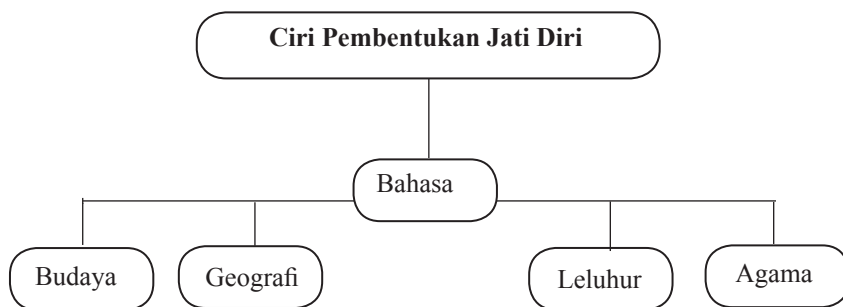 Ciri Pembentukan Jati Diri
Bahasa
Budaya
Geografi
Leluhur
Agama